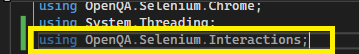 using OpenQA.Selenium.Chrome;
using System.Threading;
using OpenQA.Selenium.Interactions;